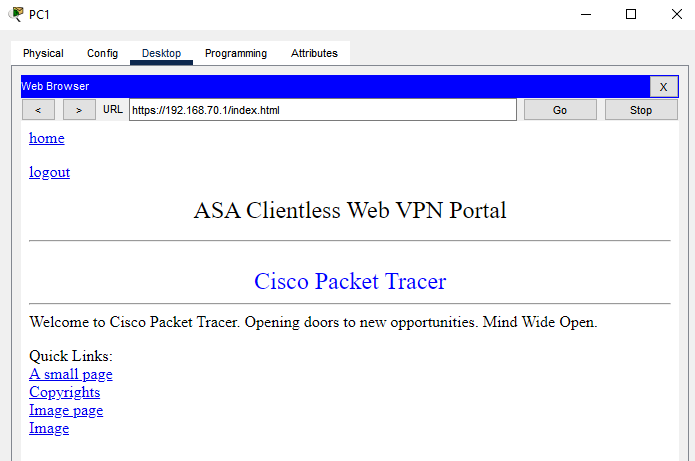 PC1
Physical Config Desktop Programming Attributes
Web Browser X
< > URL https://192.168.70.1/index.html Go Stop
home
logout
ASA Clientless Web VPN Portal
Cisco Packet Tracer
Welcome to Cisco Packet Tracer. Opening doors to new opportunities. Mind Wide Open.
Quick Links:
A small page
Copyrights
Image page
Image